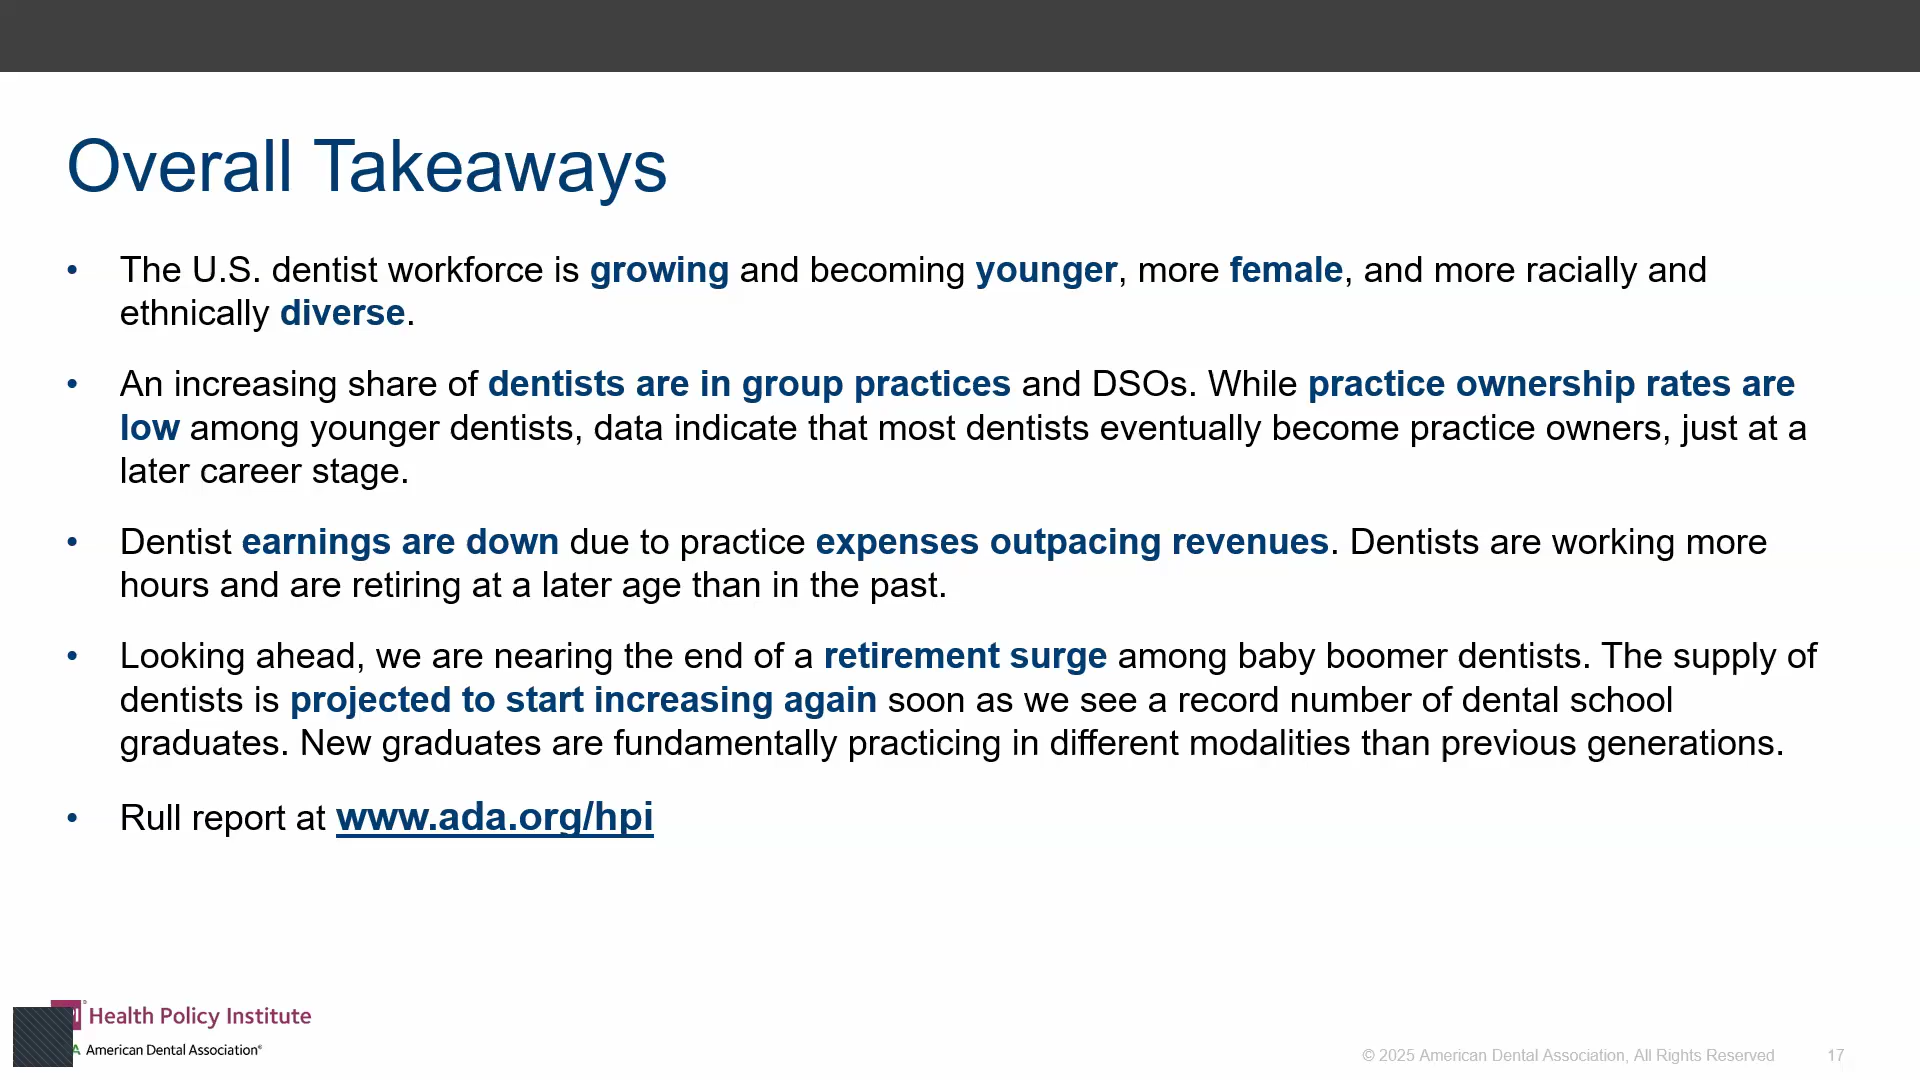 Overall Takeaways
• The U.S. dentist workforce is growing and becoming younger, more female, and more racially and
ethnically diverse.
• An increasing share of dentists are in group practices and DSOs. While practice ownership rates are
low among younger dentists, data indicate that most dentists eventually become practice owners, just at a
later career stage.
• Dentist earnings are down due to practice expenses outpacing revenues. Dentists are working more
hours and are retiring at a later age than in the past.
• Looking ahead, we are nearing the end of a retirement surge among baby boomer dentists. The supply of
dentists is projected to start increasing again soon as we see a record number of dental school
graduates. New graduates are fundamentally practicing in different modalities than previous generations.
• Rull report at www.ada.org/hpi
Health Policy Institute
American Dental Association®
© 2025 American Dental Association, All Rights Reserved 17